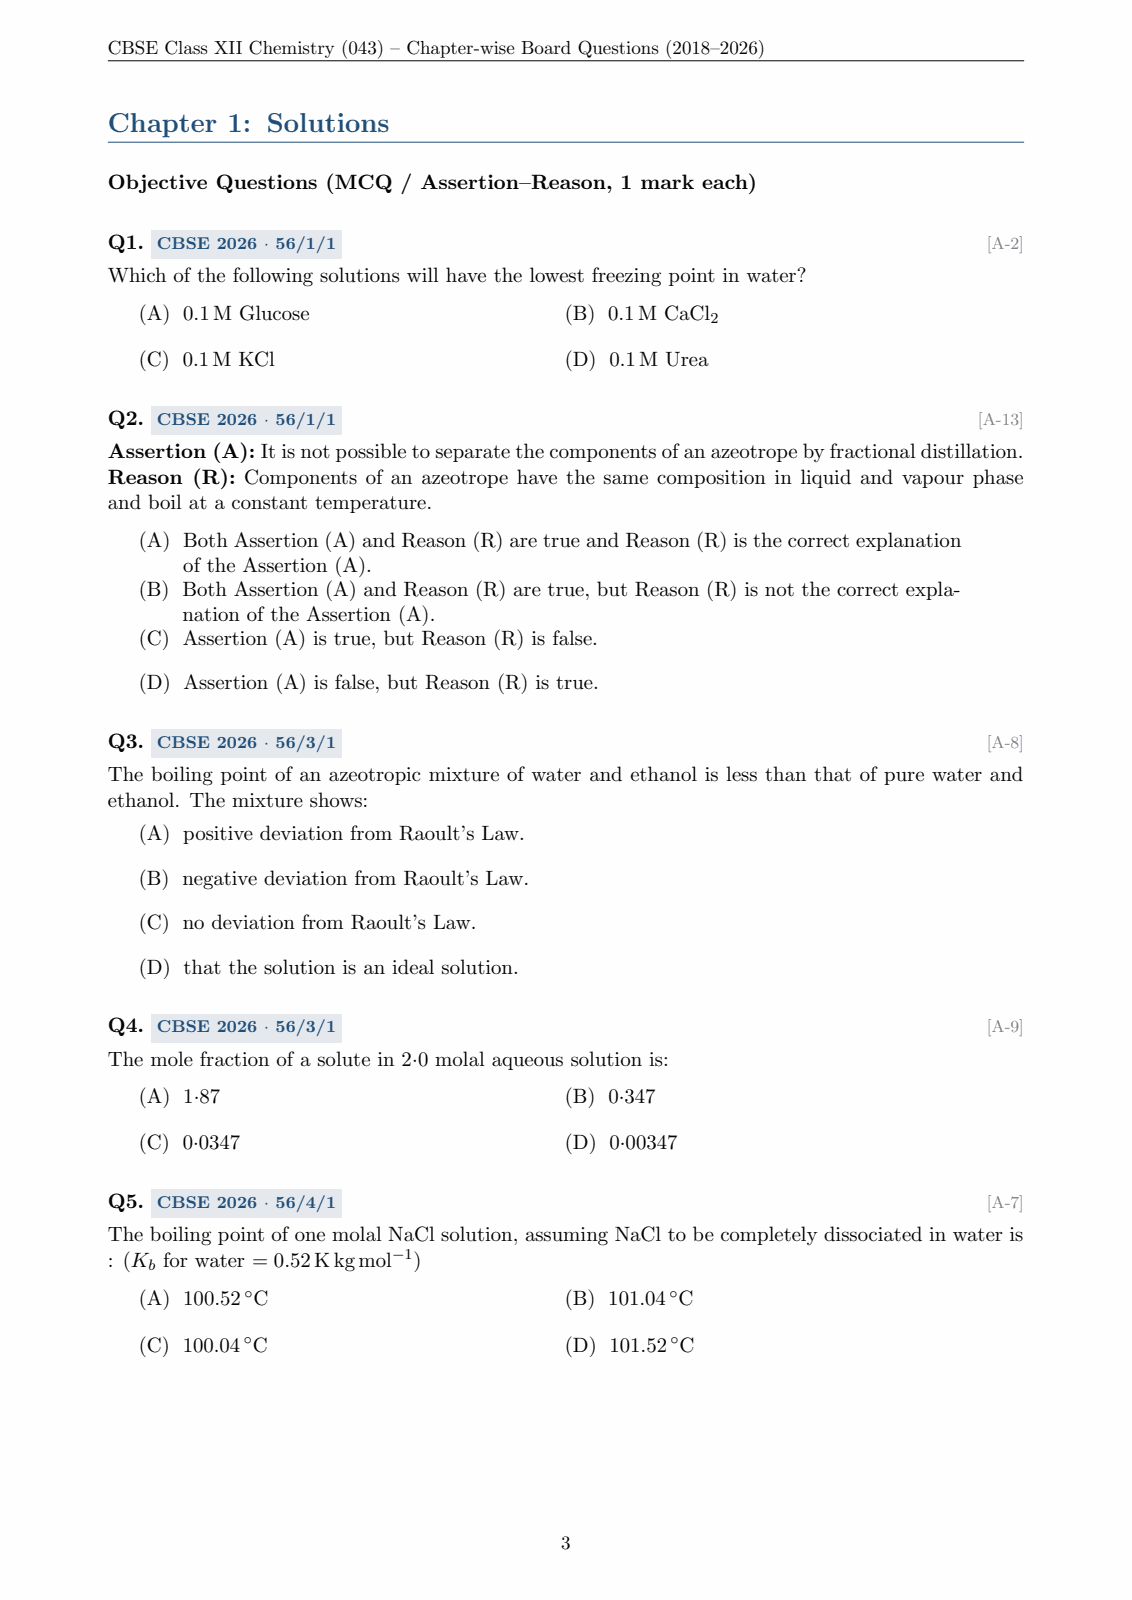 CBSE Class XII Chemistry (043) – Chapter-wise Board Questions (2018–2026)
Chapter 1: Solutions
Objective Questions (MCQ / Assertion–Reason, 1 mark each)
Q1. CBSE 2026 · 56/1/1 [A-2]
Which of the following solutions will have the lowest freezing point in water?
(A) 0.1 M Glucose (B) 0.1 M CaCl₂
(C) 0.1 M KCl (D) 0.1 M Urea
Q2. CBSE 2026 · 56/1/1 [A-13]
Assertion (A): It is not possible to separate the components of an azeotrope by fractional distillation.
Reason (R): Components of an azeotrope have the same composition in liquid and vapour phase
and boil at a constant temperature.
(A) Both Assertion (A) and Reason (R) are true and Reason (R) is the correct explanation
of the Assertion (A).
(B) Both Assertion (A) and Reason (R) are true, but Reason (R) is not the correct expla-
nation of the Assertion (A).
(C) Assertion (A) is true, but Reason (R) is false.
(D) Assertion (A) is false, but Reason (R) is true.
Q3. CBSE 2026 · 56/3/1 [A-8]
The boiling point of an azeotropic mixture of water and ethanol is less than that of pure water and
ethanol. The mixture shows:
(A) positive deviation from Raoult's Law.
(B) negative deviation from Raoult's Law.
(C) no deviation from Raoult's Law.
(D) that the solution is an ideal solution.
Q4. CBSE 2026 · 56/3/1 [A-9]
The mole fraction of a solute in 2·0 molal aqueous solution is:
(A) 1·87 (B) 0·347
(C) 0·0347 (D) 0·00347
Q5. CBSE 2026 · 56/4/1 [A-7]
The boiling point of one molal NaCl solution, assuming NaCl to be completely dissociated in water is
: (K_b for water = 0.52 K kg mol⁻¹)
(A) 100.52 °C (B) 101.04 °C
(C) 100.04 °C (D) 101.52 °C
3